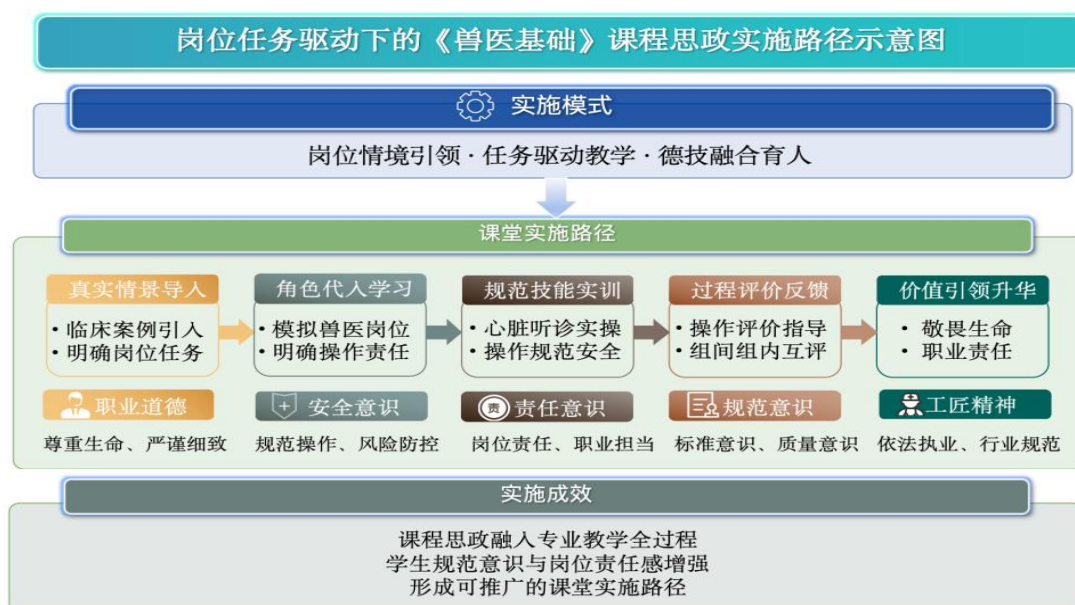 岗位任务驱动下的《兽医基础》课程思政实施路径示意图
实施模式
岗位情境引领·任务驱动教学·德技融合育人
课堂实施路径
真实情景导入
·临床案例引入
·明确岗位任务
角色代入学习
·模拟兽医岗位
·明确操作责任
规范技能实训
·心脏听诊实操
·操作规范安全
过程评价反馈
·操作评价指导
·组间组内互评
价值引领升华
·敬畏生命
·职业责任
职业道德
尊重生命、严谨细致
安全意识
规范操作、风险防控
责
责任意识
岗位责任、职业担当
规范意识
标准意识、质量意识
工匠精神
依法执业、行业规范
实施成效
课程思政融入专业教学全过程
学生规范意识与岗位责任感增强
形成可推广的课堂实施路径